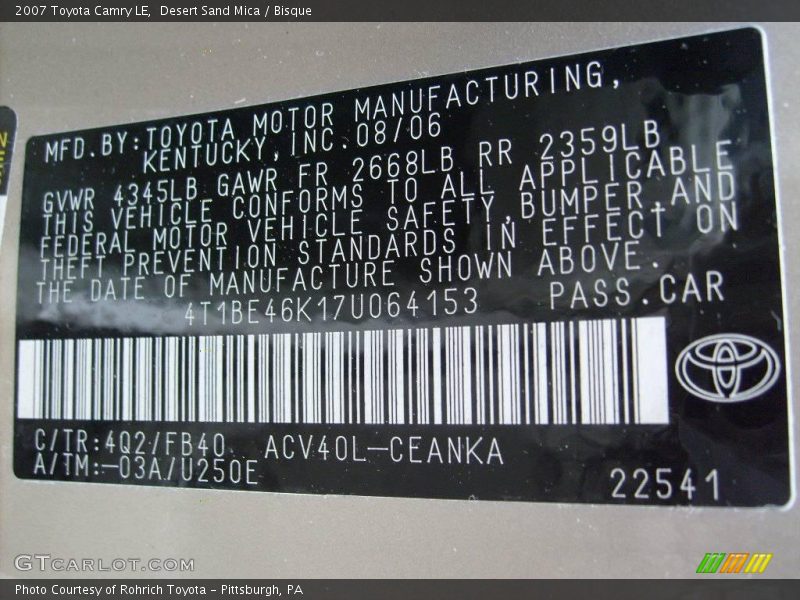 2007 Toyota Camry LE,  Desert Sand Mica / Bisque
MFD.BY:TOYOTA MOTOR MANUFACTURING,
KENTUCKY,INC.08/06
GVWR 4345LB GAWR FR 2668LB RR 2359LB
THIS VEHICLE CONFORMS TO ALL APPLICABLE
FEDERAL MOTOR VEHICLE SAFETY,BUMPER,AND
THEFT PREVENTION STANDARDS IN EFFECT ON
THE DATE OF MANUFACTURE SHOWN ABOVE.
4T1BE46K17U064153 PASS.CAR
C/TR:4Q2/FB40 ACV40L-CEANKA
A/TM:-03A/U250E
22541
GTCARLOT.COM
Photo Courtesy of Rohrich Toyota - Pittsburgh, PA